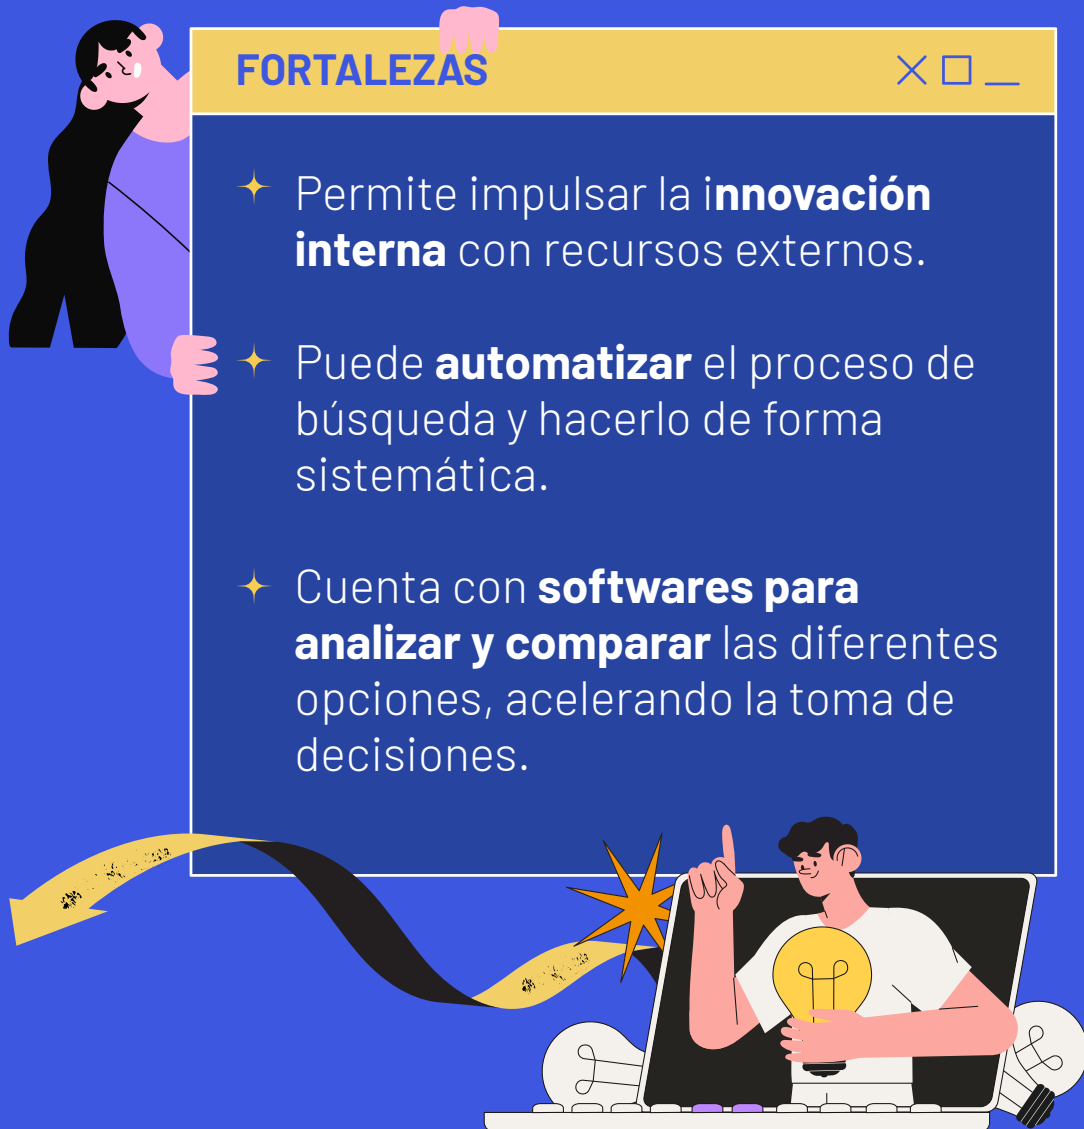 FORTALEZAS
Permite impulsar la innovación
interna con recursos externos.
Puede automatizar el proceso de
búsqueda y hacerlo de forma
sistemática.
Cuenta con softwares para
analizar y comparar las diferentes
opciones, acelerando la toma de
decisiones.